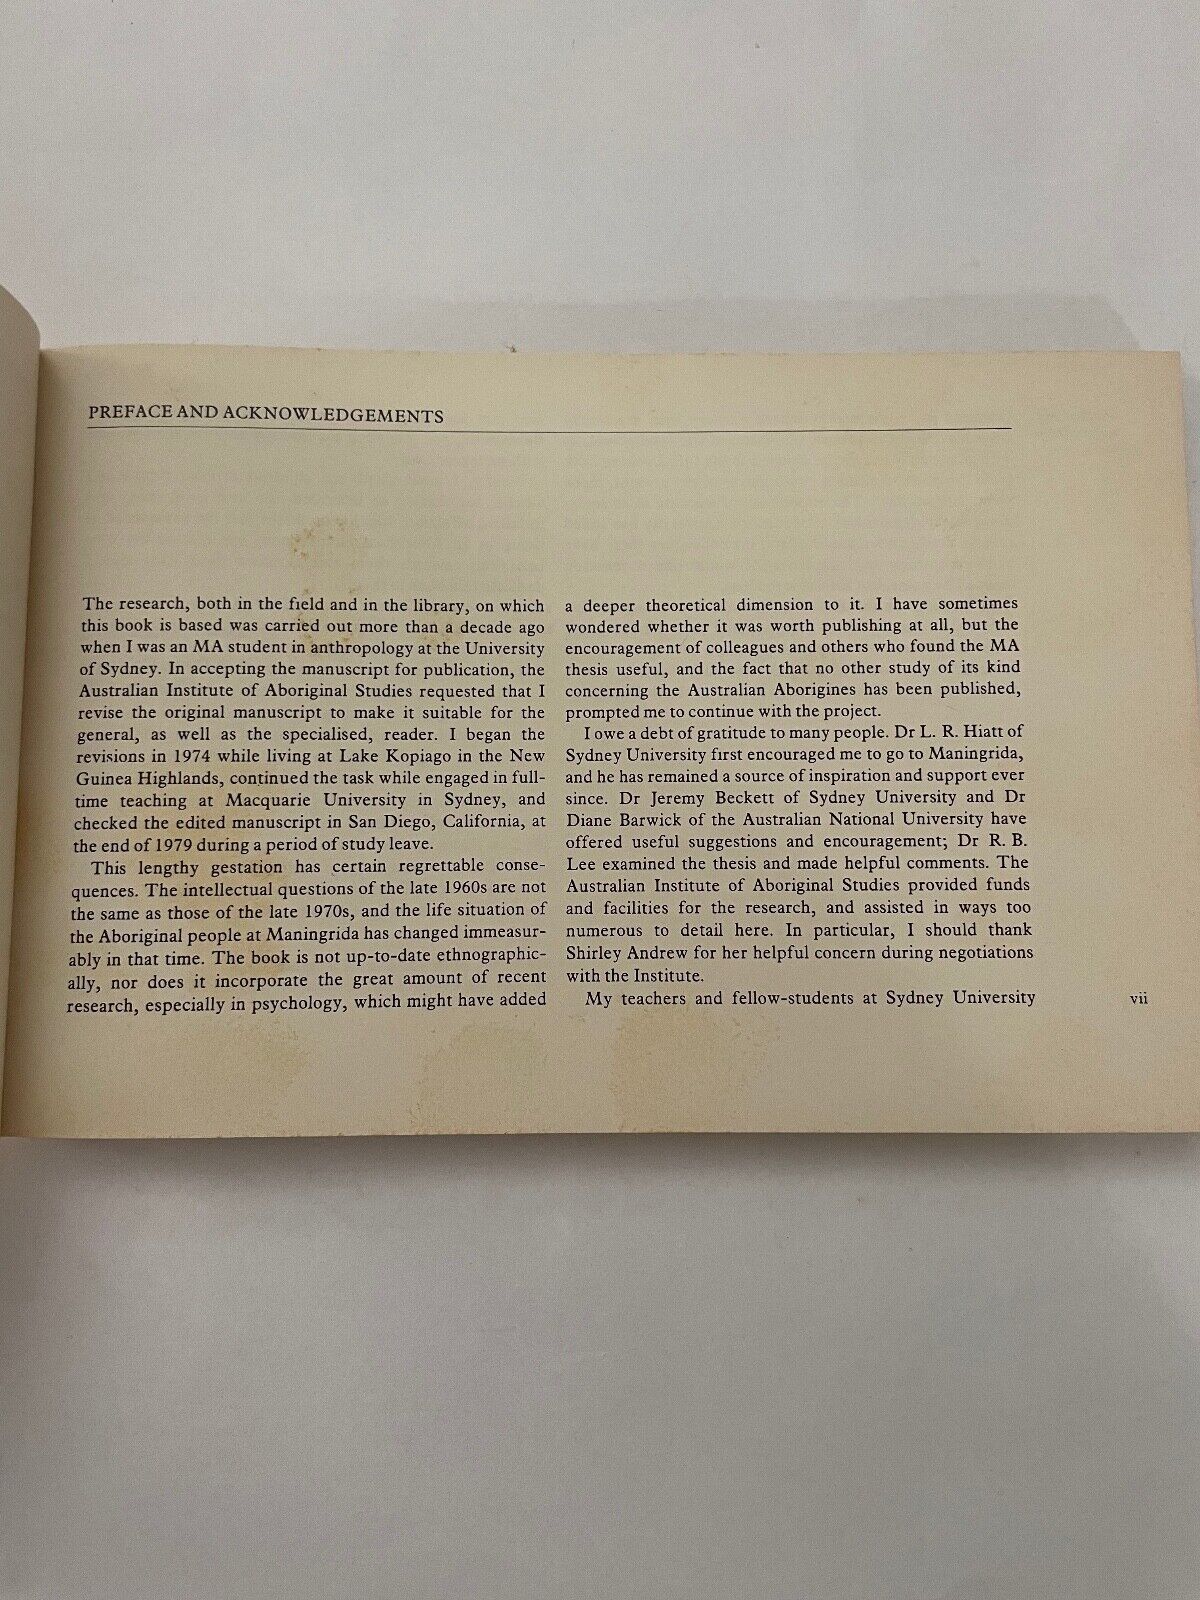 PREFACE AND ACKNOWLEDGEMENTS
The research, both in the field and in the library, on which
this book is based was carried out more than a decade ago
when I was an MA student in anthropology at the University
of Sydney. In accepting the manuscript for publication, the
Australian Institute of Aboriginal Studies requested that I
revise the original manuscript to make it suitable for the
general, as well as the specialised, reader. I began the
revisions in 1974 while living at Lake Kopiago in the New
Guinea Highlands, continued the task while engaged in full-
time teaching at Macquarie University in Sydney, and
checked the edited manuscript in San Diego, California, at
the end of 1979 during a period of study leave.
This lengthy gestation has certain regrettable conse-
quences. The intellectual questions of the late 1960s are not
the same as those of the late 1970s, and the life situation of
the Aboriginal people at Maningrida has changed immeasur-
ably in that time. The book is not up-to-date ethnographic-
ally, nor does it incorporate the great amount of recent
research, especially in psychology, which might have added
a deeper theoretical dimension to it. I have sometimes
wondered whether it was worth publishing at all, but the
encouragement of colleagues and others who found the MA
thesis useful, and the fact that no other study of its kind
concerning the Australian Aborigines has been published,
prompted me to continue with the project.
I owe a debt of gratitude to many people. Dr L. R. Hiatt of
Sydney University first encouraged me to go to Maningrida,
and he has remained a source of inspiration and support ever
since. Dr Jeremy Beckett of Sydney University and Dr
Diane Barwick of the Australian National University have
offered useful suggestions and encouragement; Dr R. B.
Lee examined the thesis and made helpful comments. The
Australian Institute of Aboriginal Studies provided funds
and facilities for the research, and assisted in ways too
numerous to detail here. In particular, I should thank
Shirley Andrew for her helpful concern during negotiations
with the Institute.
My teachers and fellow-students at Sydney University
vii